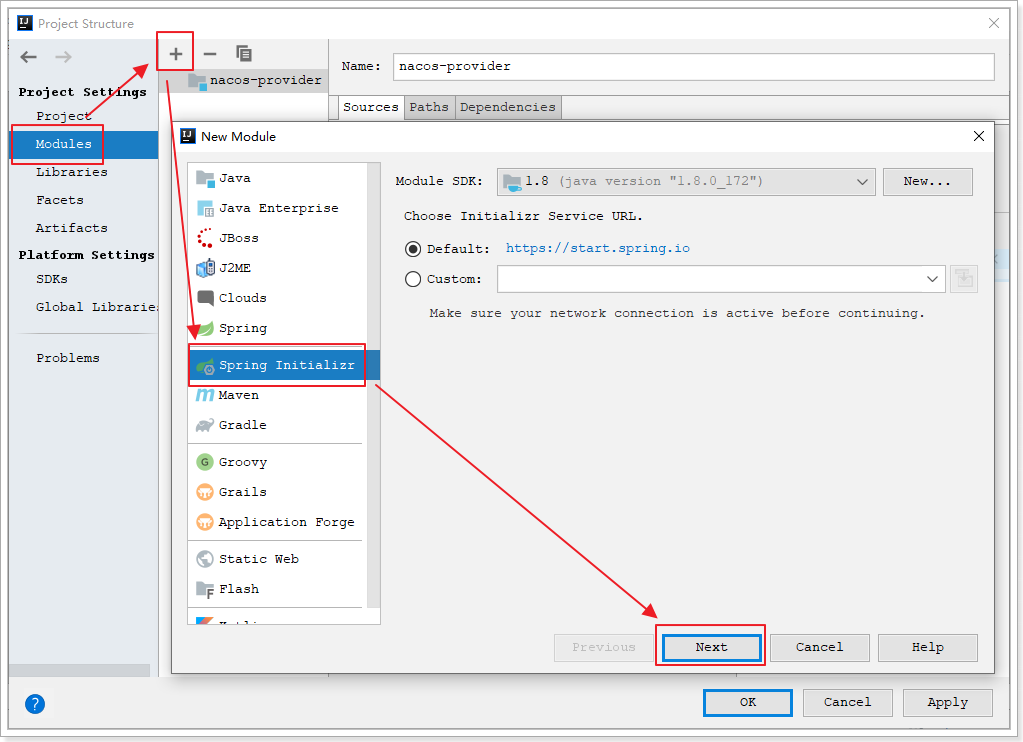 Project Structure
Project Settings
Project
Modules
Libraries
Facets
Artifacts
Platform Settings
SDKs
Global Libraries
Problems
nacos-provider
Name: nacos-provider
Sources Paths Dependencies
New Module
Java
Java Enterprise
JBoss
J2ME
Clouds
Spring
Spring Initializr
Maven
Gradle
Groovy
Grails
Application Forge
Static Web
Flash
Module SDK: 1.8 (java version "1.8.0_172") New...
Choose Initializr Service URL.
Default: https://start.spring.io
Custom:
Make sure your network connection is active before continuing.
Previous Next Cancel Help
? OK Cancel Apply